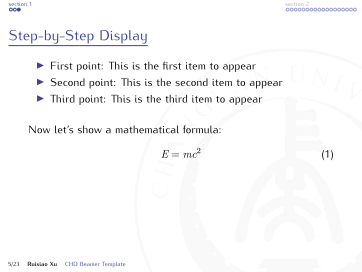 section 1
section 2
Step-by-Step Display
First point: This is the first item to appear
Second point: This is the second item to appear
Third point: This is the third item to appear
Now let's show a mathematical formula:
E = mc² (1)
5/23 Ruixiao Xu CHD Beamer Template